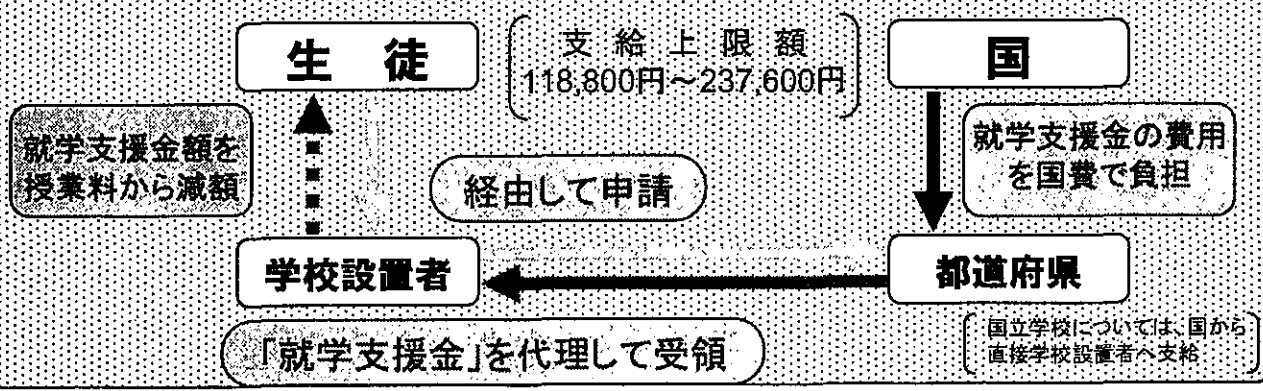 生徒
支給上限額
118,800円～237,600円
国
就学支援金額を
授業料から減額
経由して申請
就学支援金の費用
を国費で負担
学校設置者
都道府県
「就学支援金」を代理して受領
国立学校については、国から
直接学校設置者へ支給